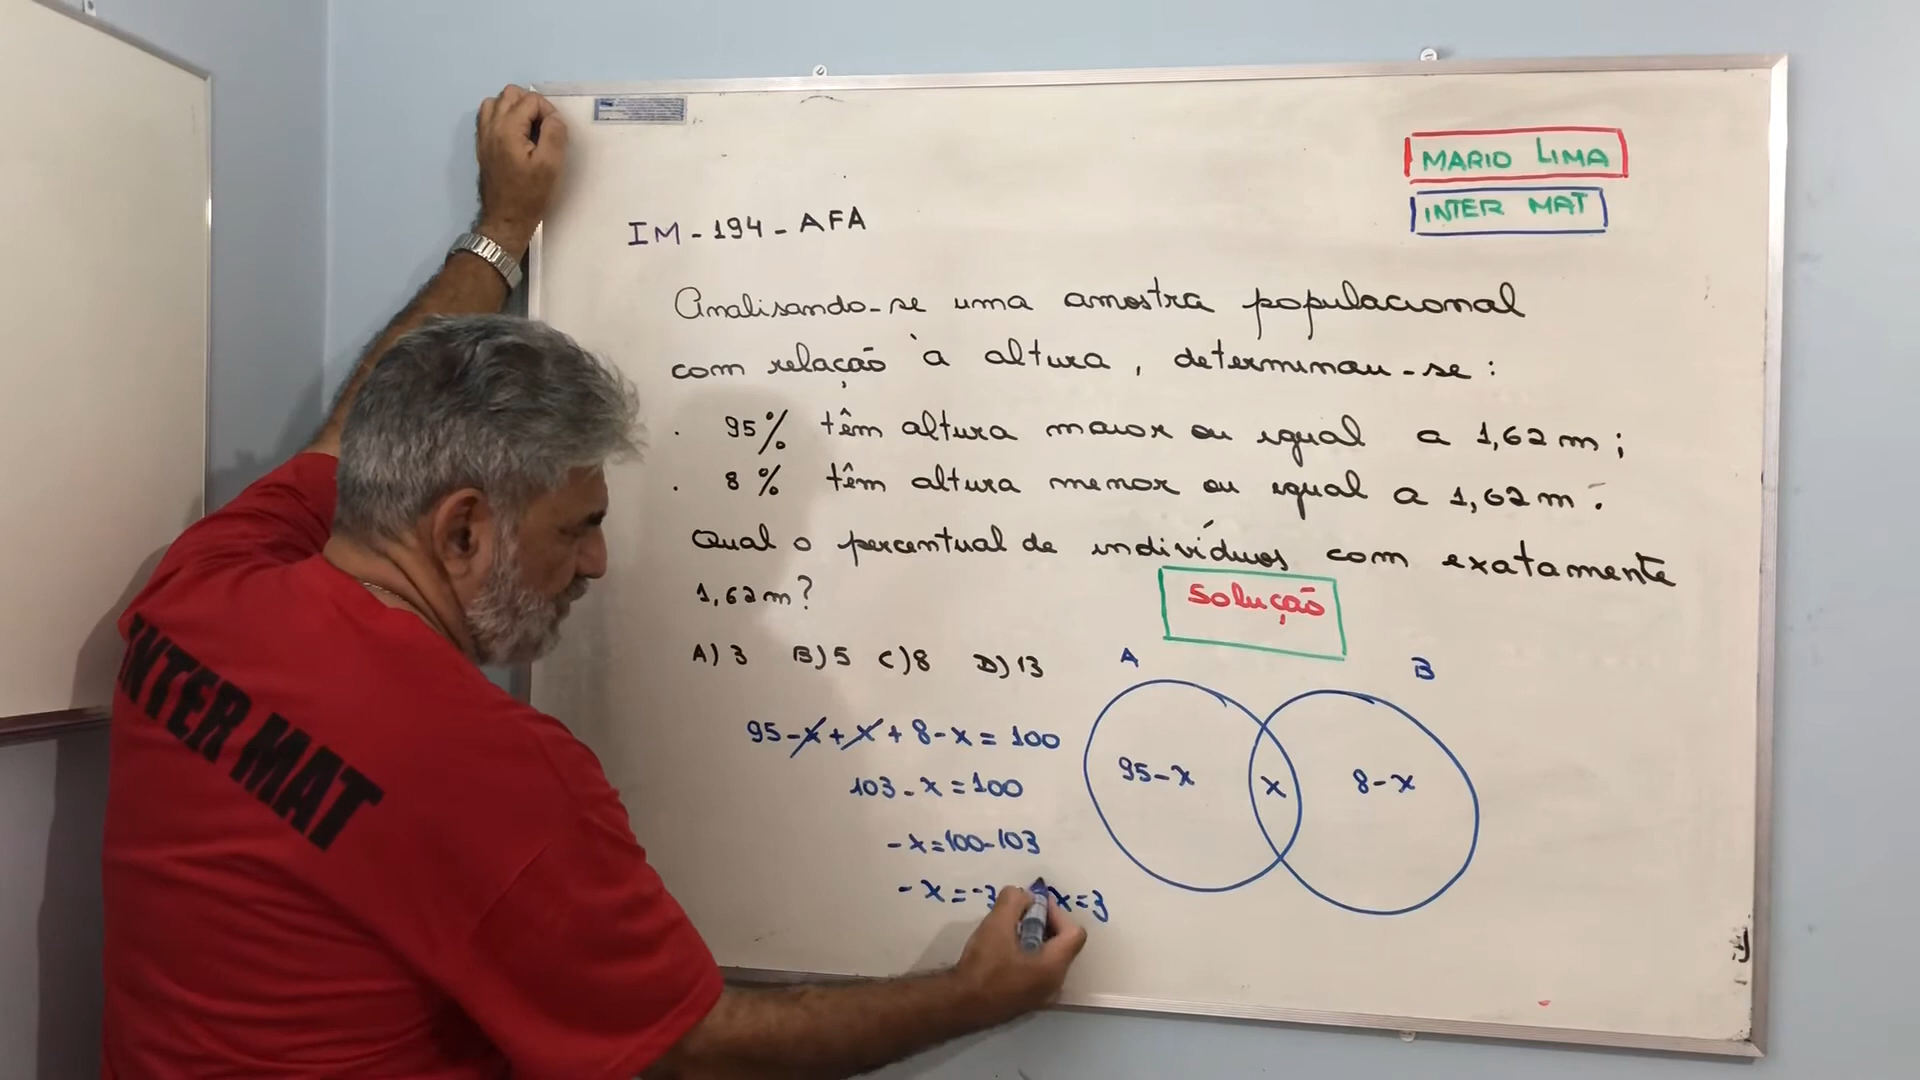 MARIO LIMA
INTER MAT
IM - 194 - AFA
Analisando-se uma amostra populacional
com relação à altura, determinau-se:
. 95% têm altura maior ou igual a 1,62 m;
. 8% têm altura menor ou igual a 1,62 m.
Qual o percentual de indivíduos com exatamente
1,62 m?
Solução
A) 3 B) 5 C) 8 D) 13
A B
95-x+x+8-x=100
95-x x 8-x
103-x=100
-x=100-103
-x=-3 x=3
INTER MAT